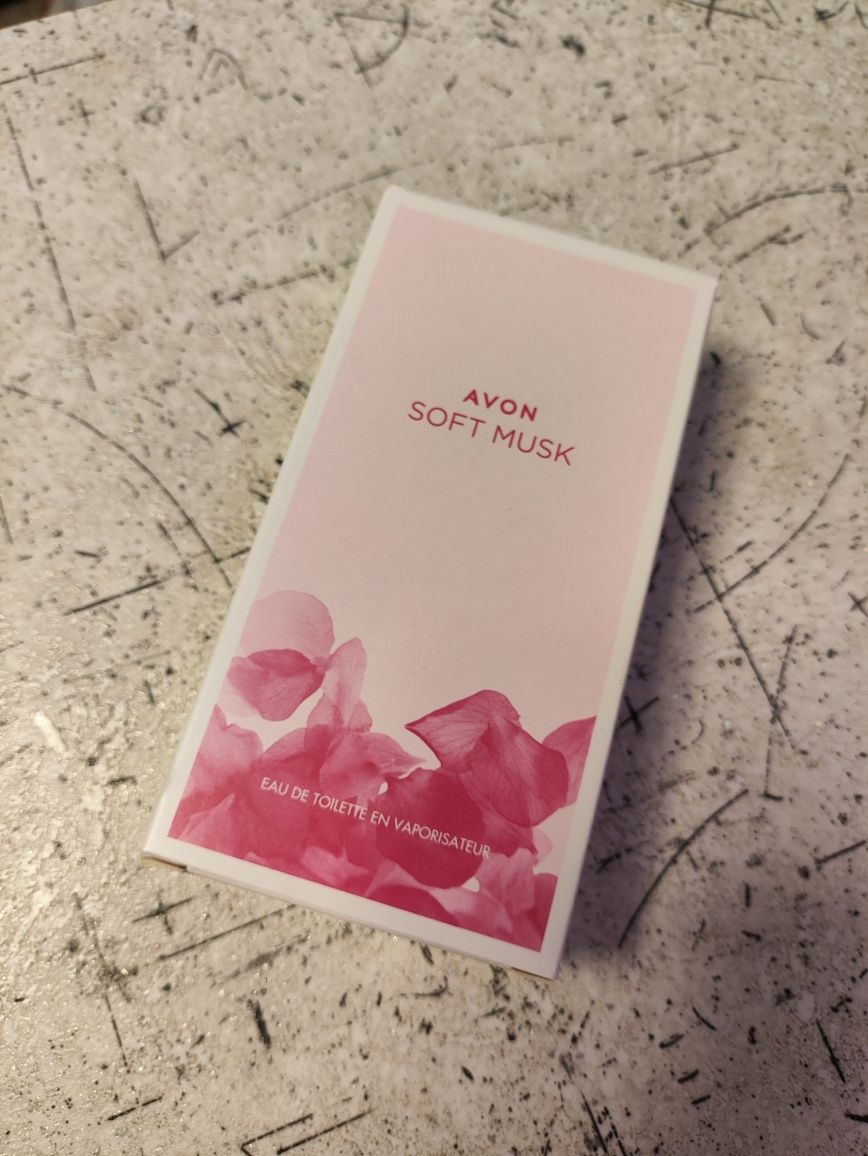 AVON
SOFT MUSK
EAU DE TOILETTE EN VAPORISATEUR